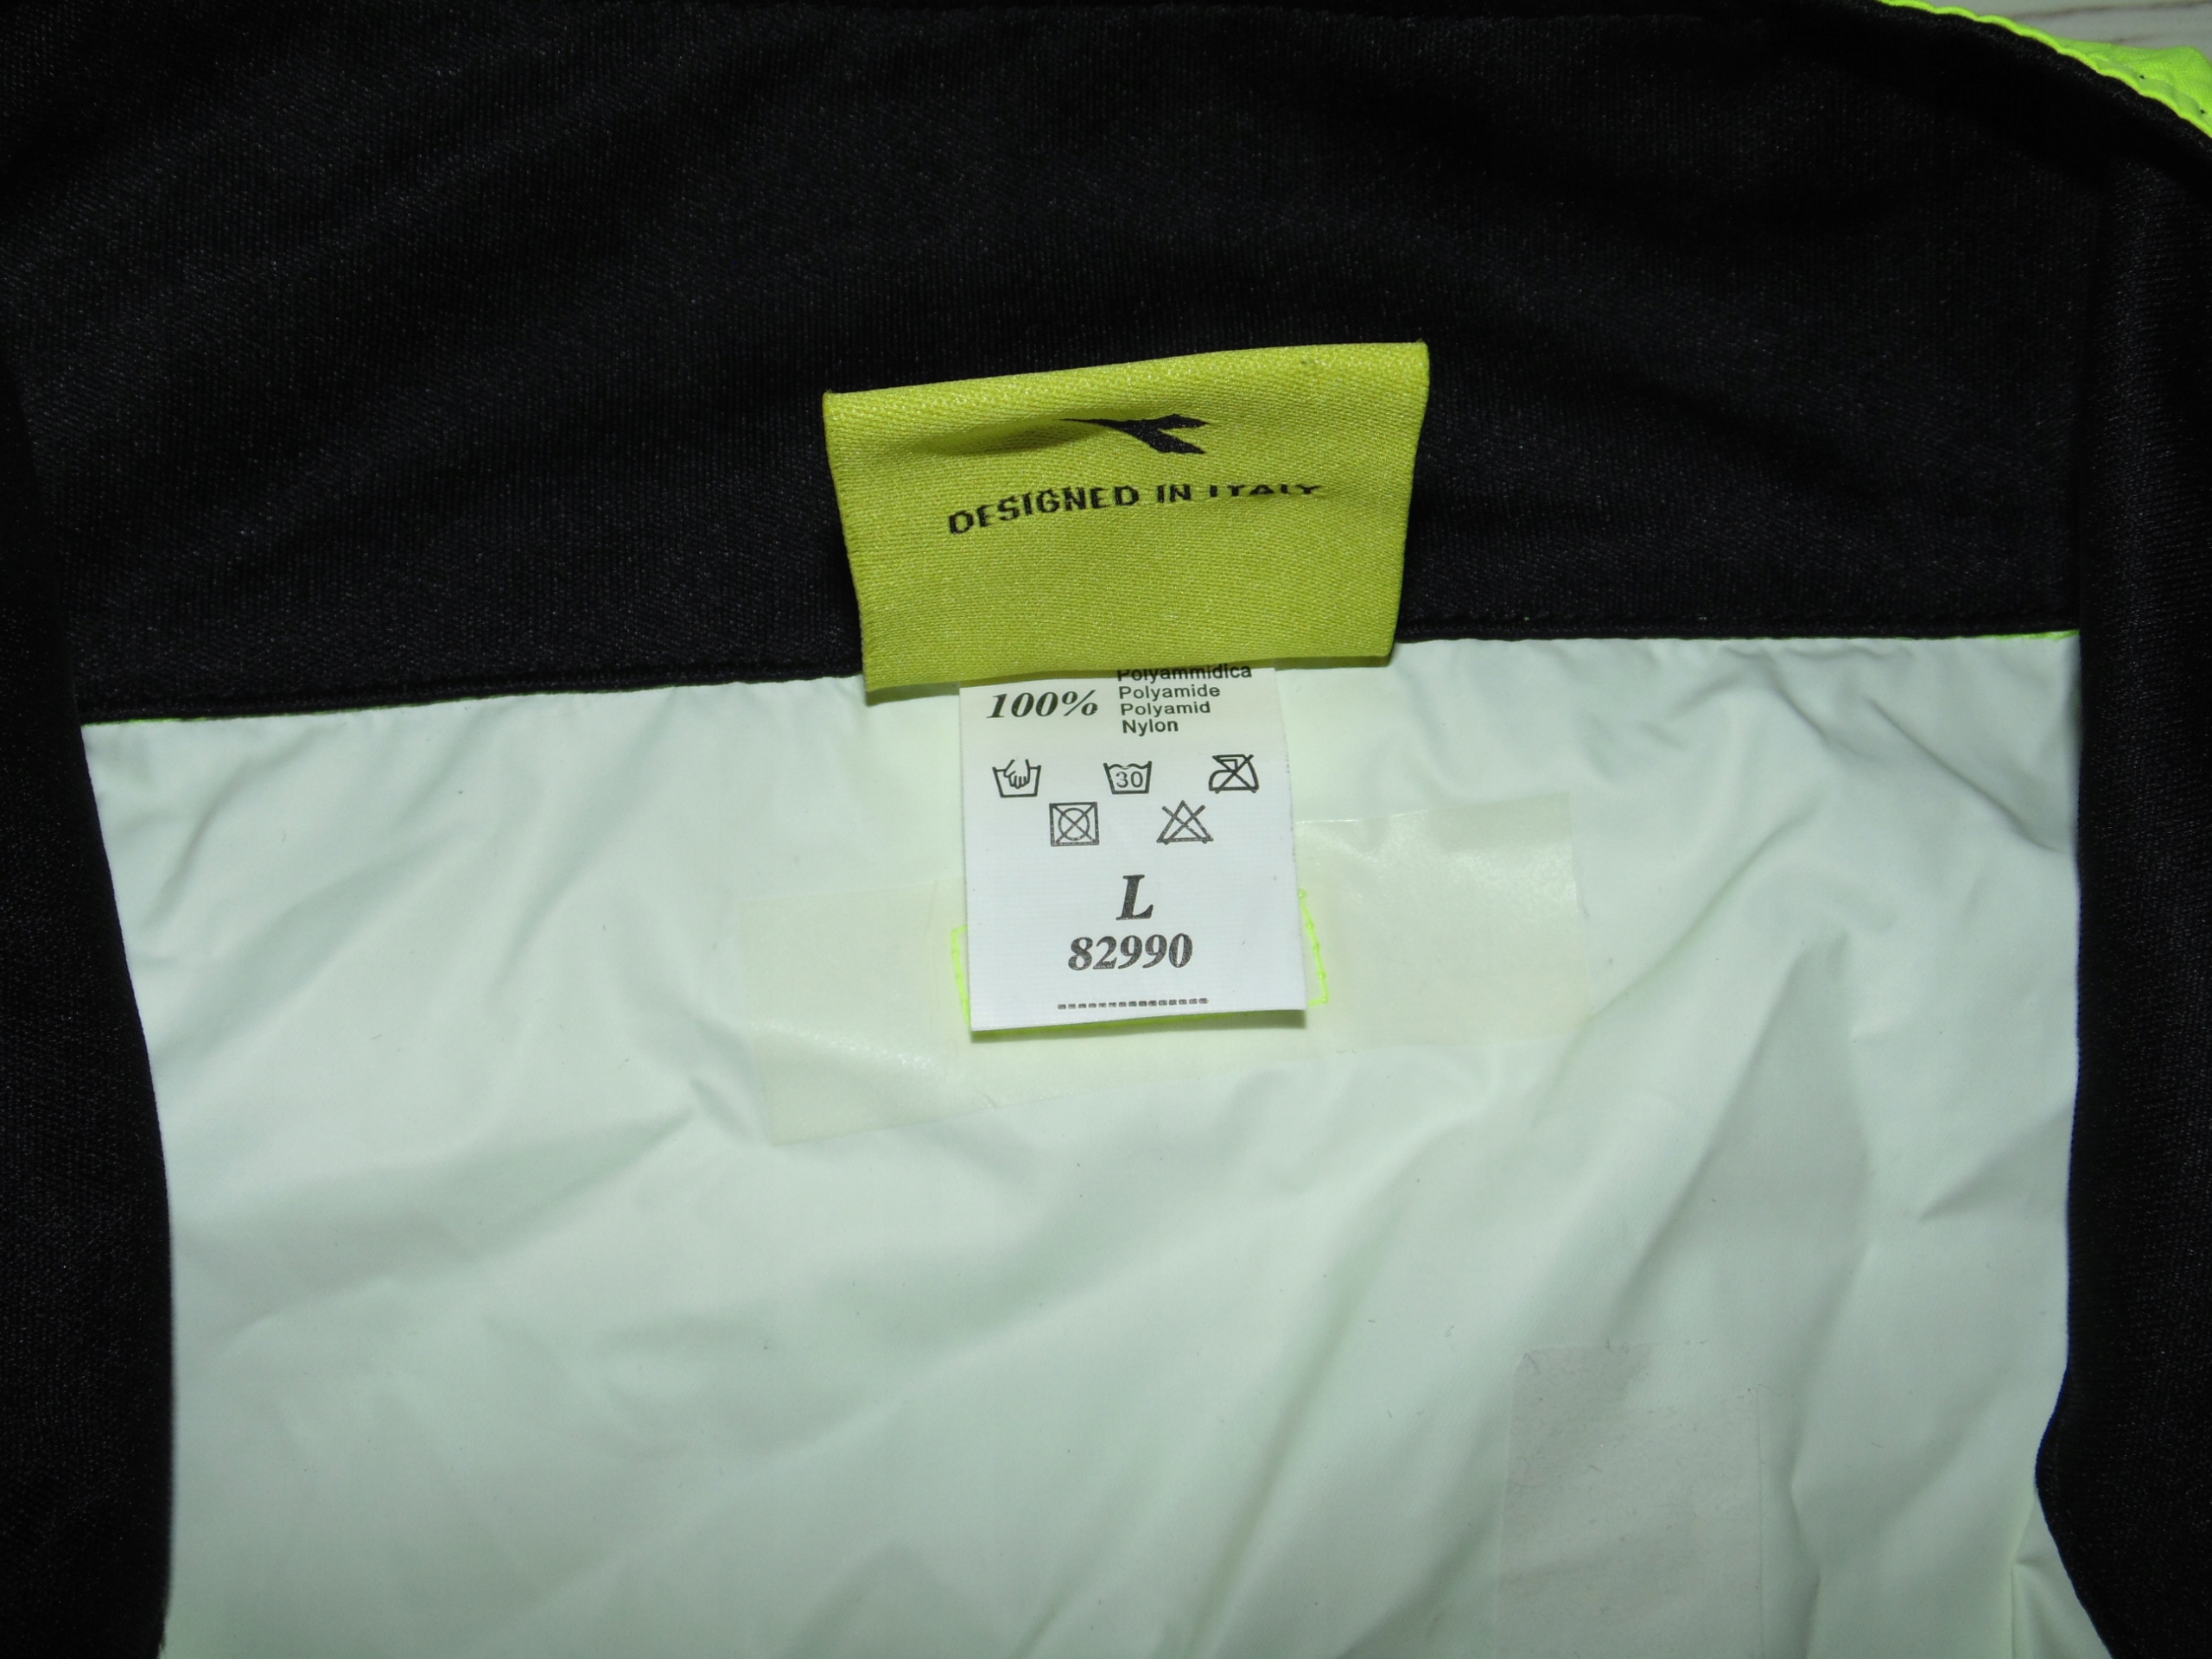 DESIGNED IN ITALY
Polyammidica
100% Polyamide
Polyamid
Nylon
30
L
82990